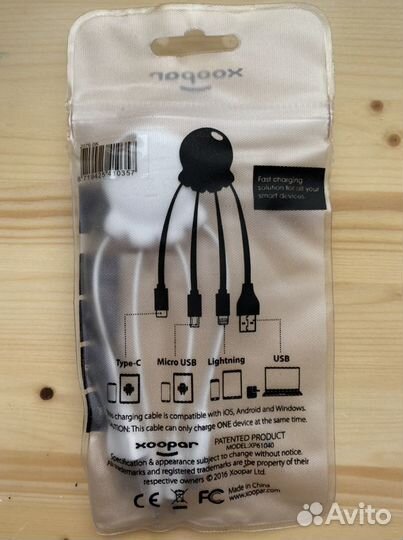 xoopar
xoopar
8719425410357
Fast charging
solution for all your
smart devices.
Type-C Micro USB Lightning USB
This charging cable is compatible with iOS, Android and Windows.
CAUTION: This cable can only charge ONE device at the same time.
xoopar
PATENTED PRODUCT
MODEL:XP61040
Specification & appearance subject to change without notice.
All trademarks and registered trademarks are the property of
their respective owners © 2016 Xoopar Ltd.
CE FC Made in China
www.xoopar.com
Avito